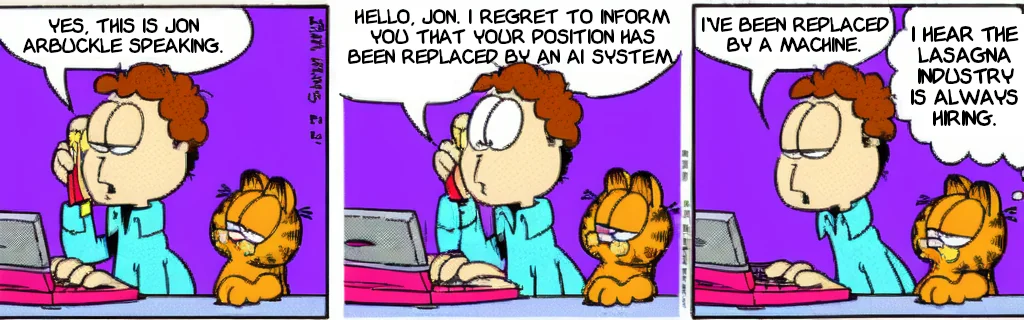 YES, THIS IS JON
ARBUCKLE SPEAKING.
HELLO, JON. I REGRET TO INFORM
YOU THAT YOUR POSITION HAS
BEEN REPLACED BY AN AI SYSTEM
I'VE BEEN REPLACED
BY A MACHINE.
I HEAR THE
LASAGNA
INDUSTRY
IS ALWAYS
HIRING.